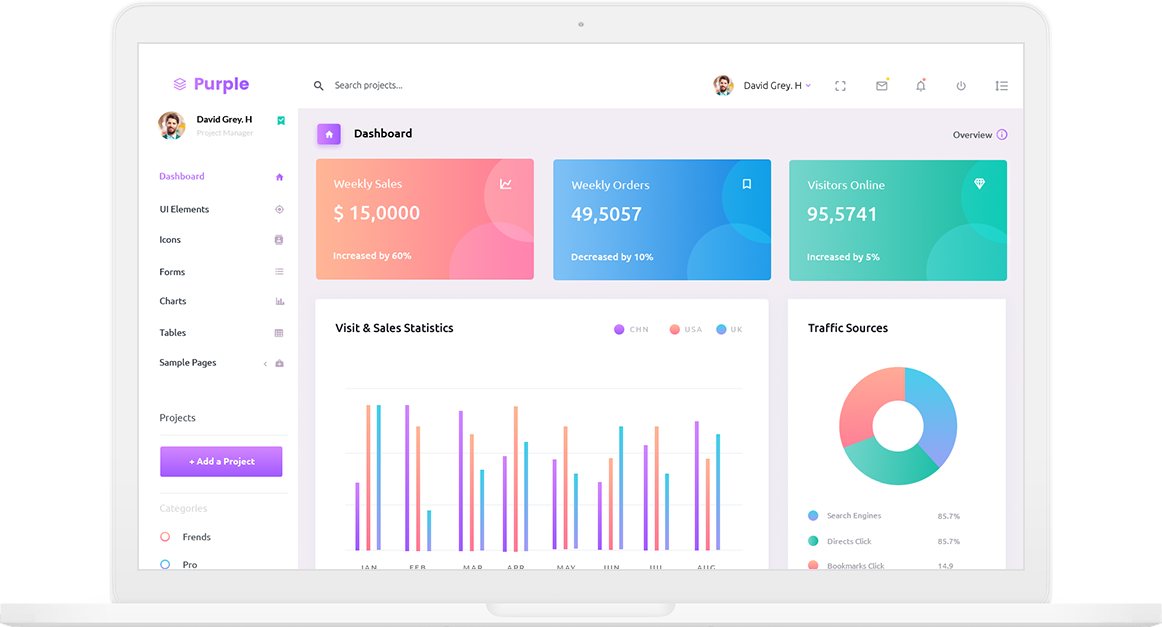 Purple
Search projects...
David Grey. H
David Grey. H
Project Manager
Dashboard
UI Elements
Icons
Forms
Charts
Tables
Sample Pages
Projects
+ Add a Project
Categories
Frends
Pro
Dashboard
Overview
Weekly Sales
$ 15,0000
Increased by 60%
Weekly Orders
49,5057
Decreased by 10%
Visitors Online
95,5741
Increased by 5%
Visit & Sales Statistics
CHN USA UK
JAN FEB MAR APR MAY JUN JUL AUG
Traffic Sources
Search Engines 85.7%
Directs Click 85.7%
Bookmarks Click 14.9